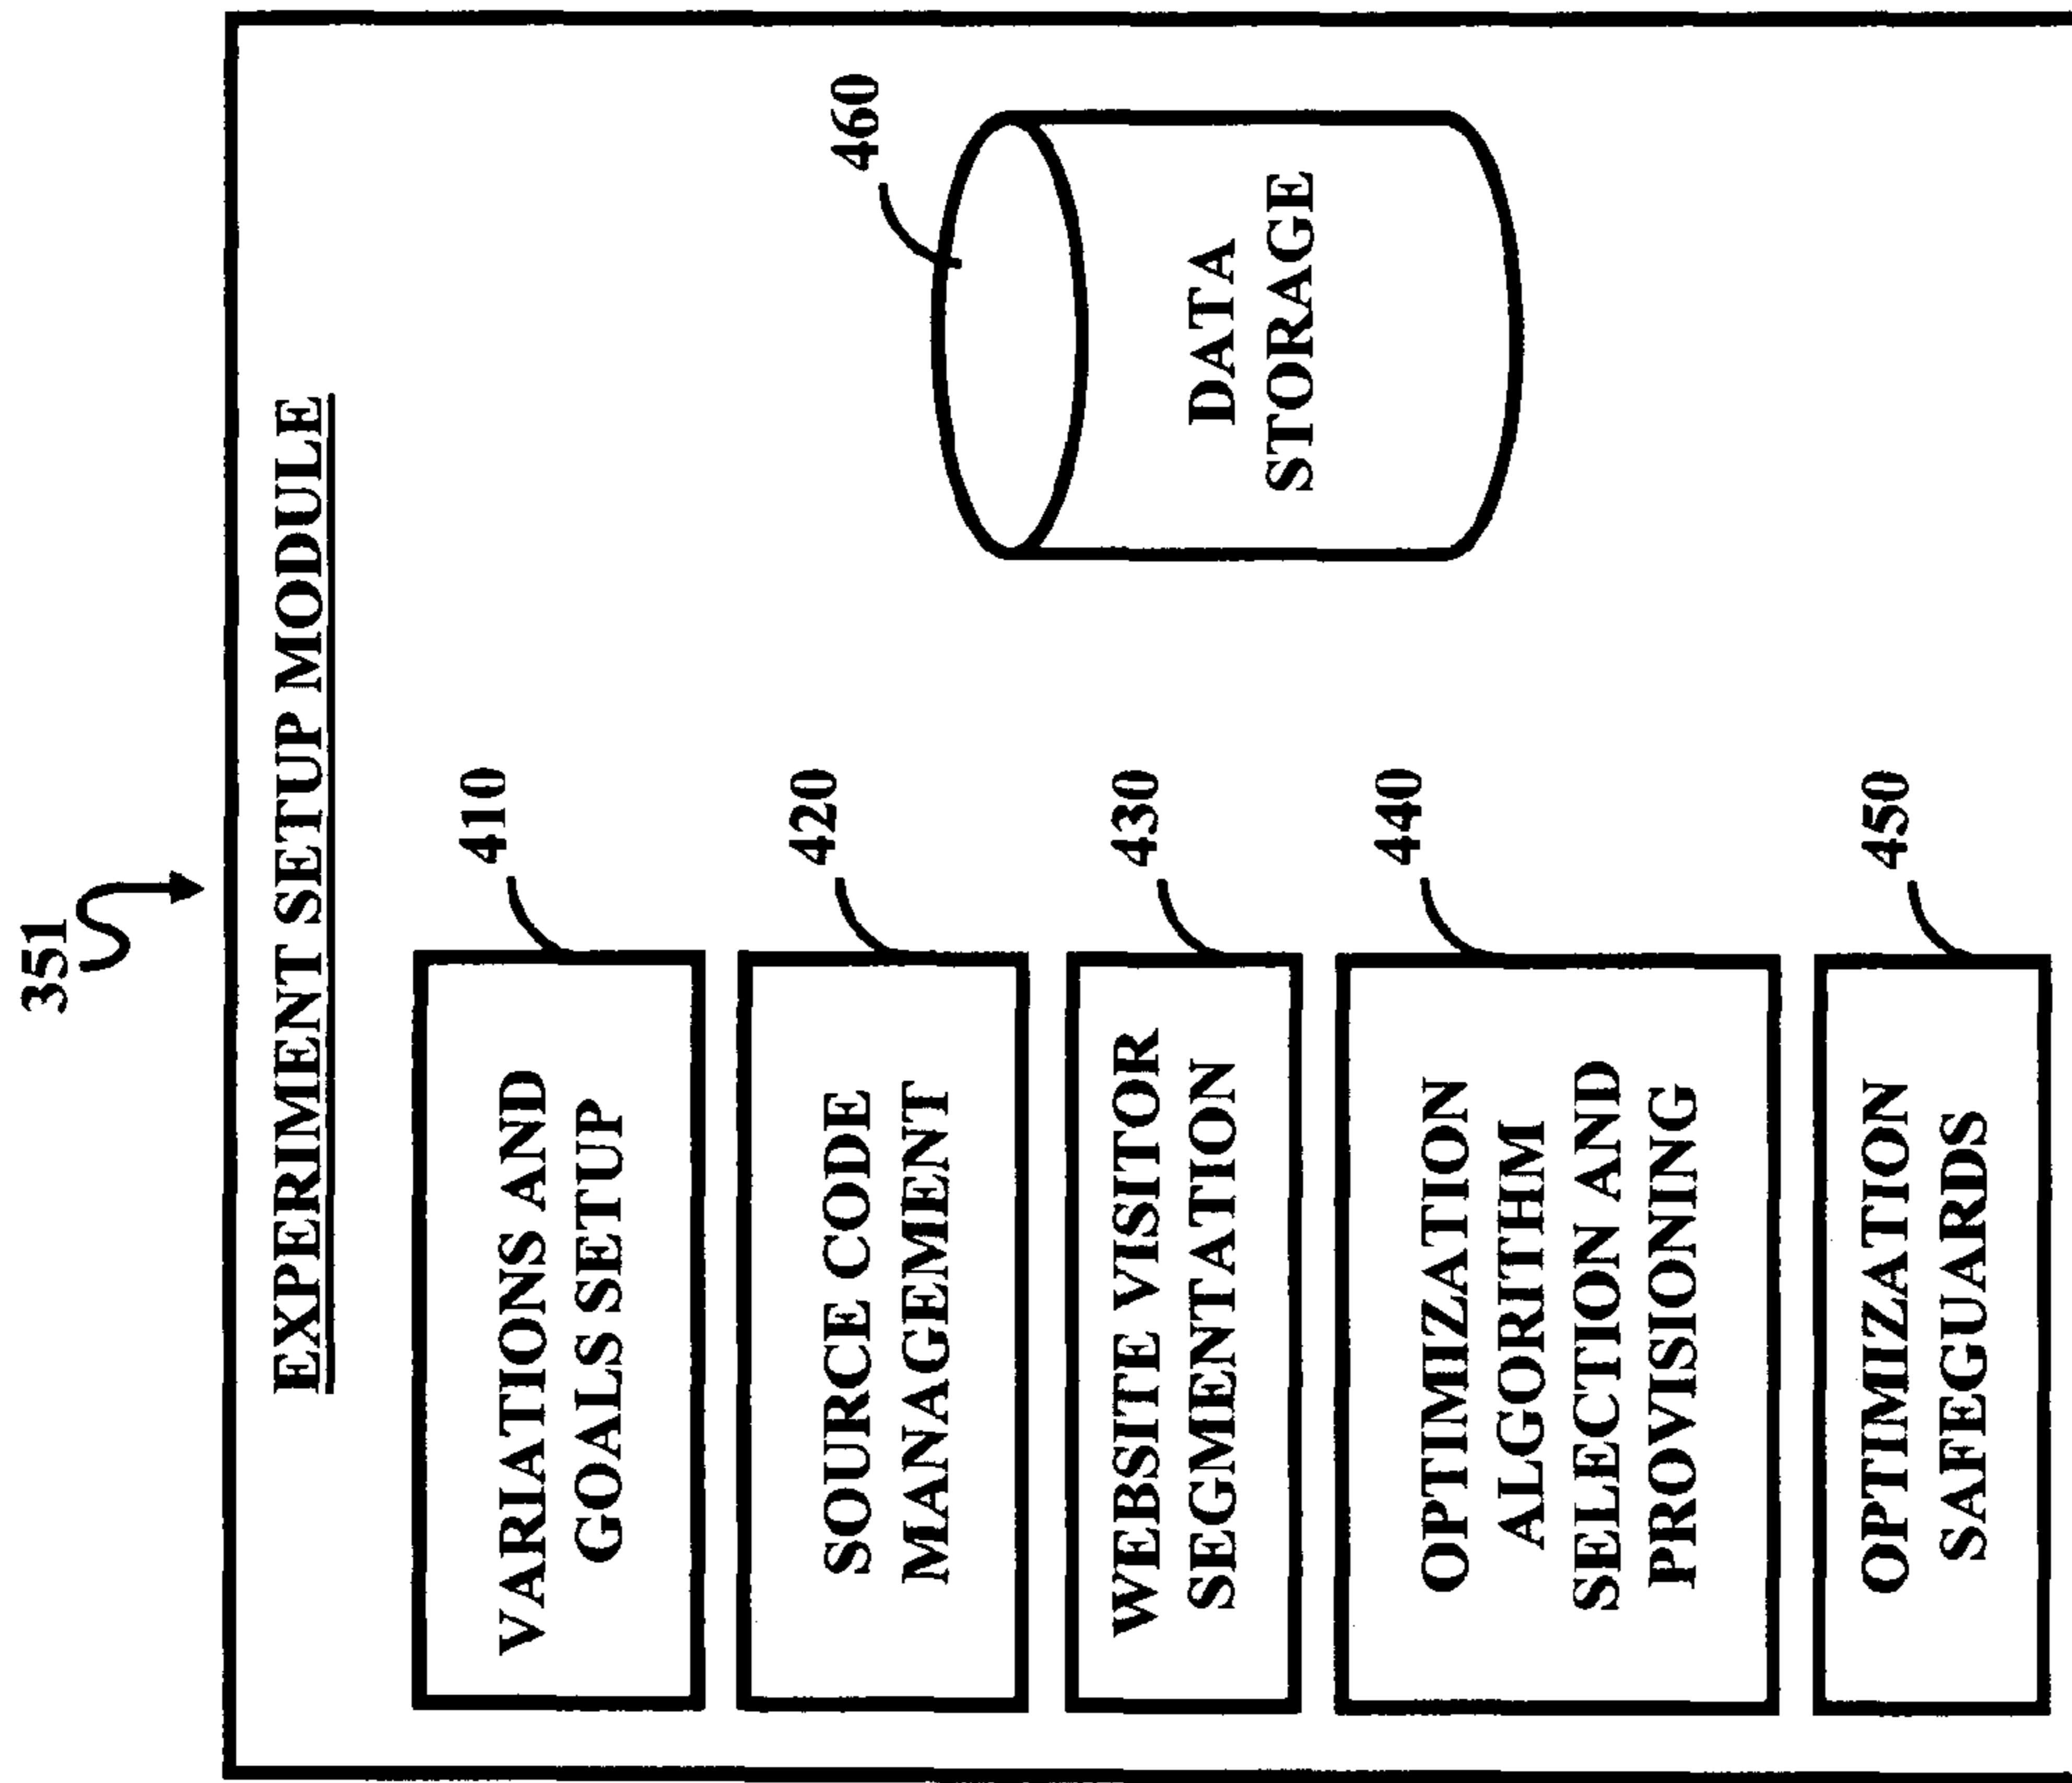 351
EXPERIMENT SETUP MODULE
410
VARIATIONS AND
GOALS SETUP
420
SOURCE CODE
MANAGEMENT
430
WEBSITE VISITOR
SEGMENTATION
440
OPTIMIZATION
ALGORITHM
SELECTION AND
PROVISIONING
450
OPTIMIZATION
SAFEGUARDS
460
DATA
STORAGE